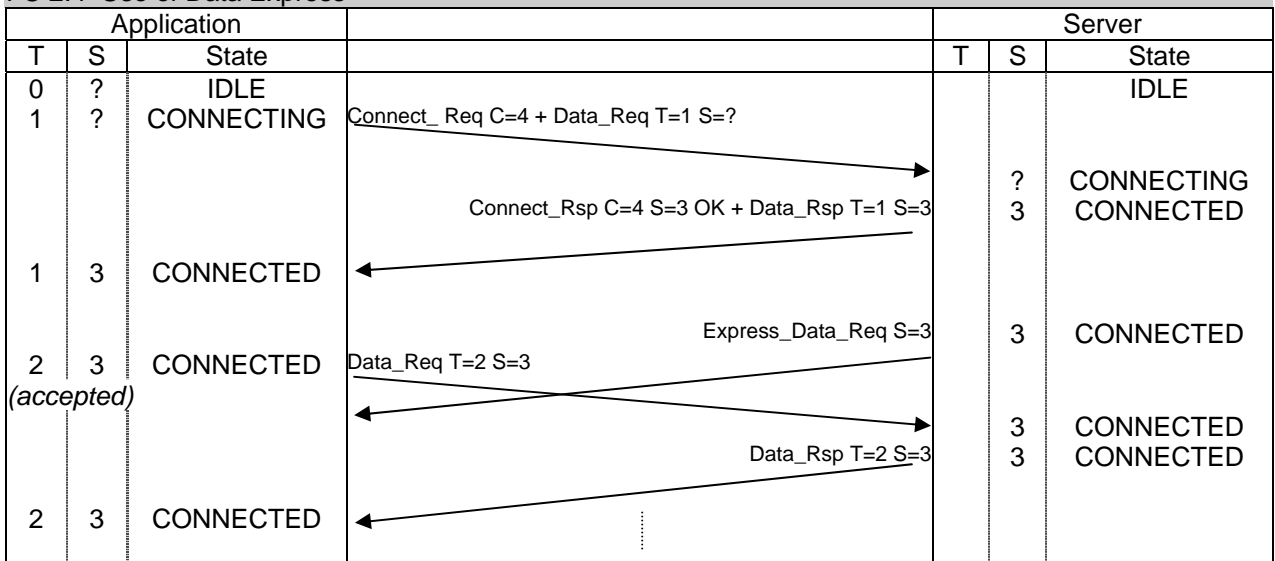 Application Server
T S State T S State
0 ? IDLE IDLE
1 ? CONNECTING Connect_ Req C=4 + Data_Req T=1 S=?
? CONNECTING
Connect_Rsp C=4 S=3 OK + Data_Rsp T=1 S=3 3 CONNECTED
1 3 CONNECTED
Express_Data_Req S=3 3 CONNECTED
2 3 CONNECTED Data_Req T=2 S=3
(accepted)
3 CONNECTED
Data_Rsp T=2 S=3 3 CONNECTED
2 3 CONNECTED